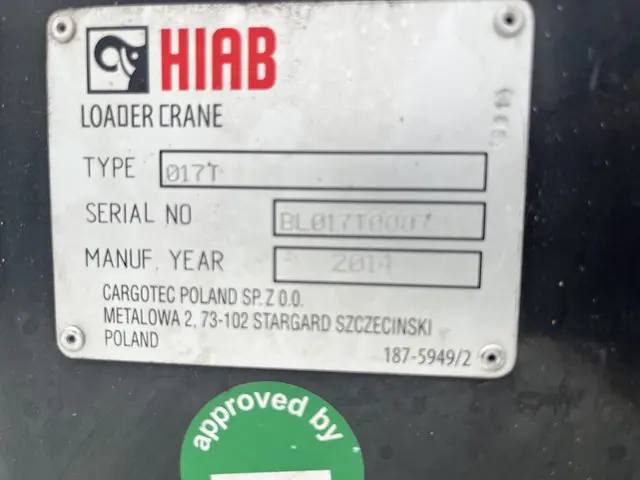 HIAB
LOADER CRANE
TYPE 017T
SERIAL NO
MANUF. YEAR 2014
CARGOTEC POLAND SP. Z O.O.
METALOWA 2, 73-102 STARGARD SZCZECINSKI
POLAND
187-5949/2
approved by